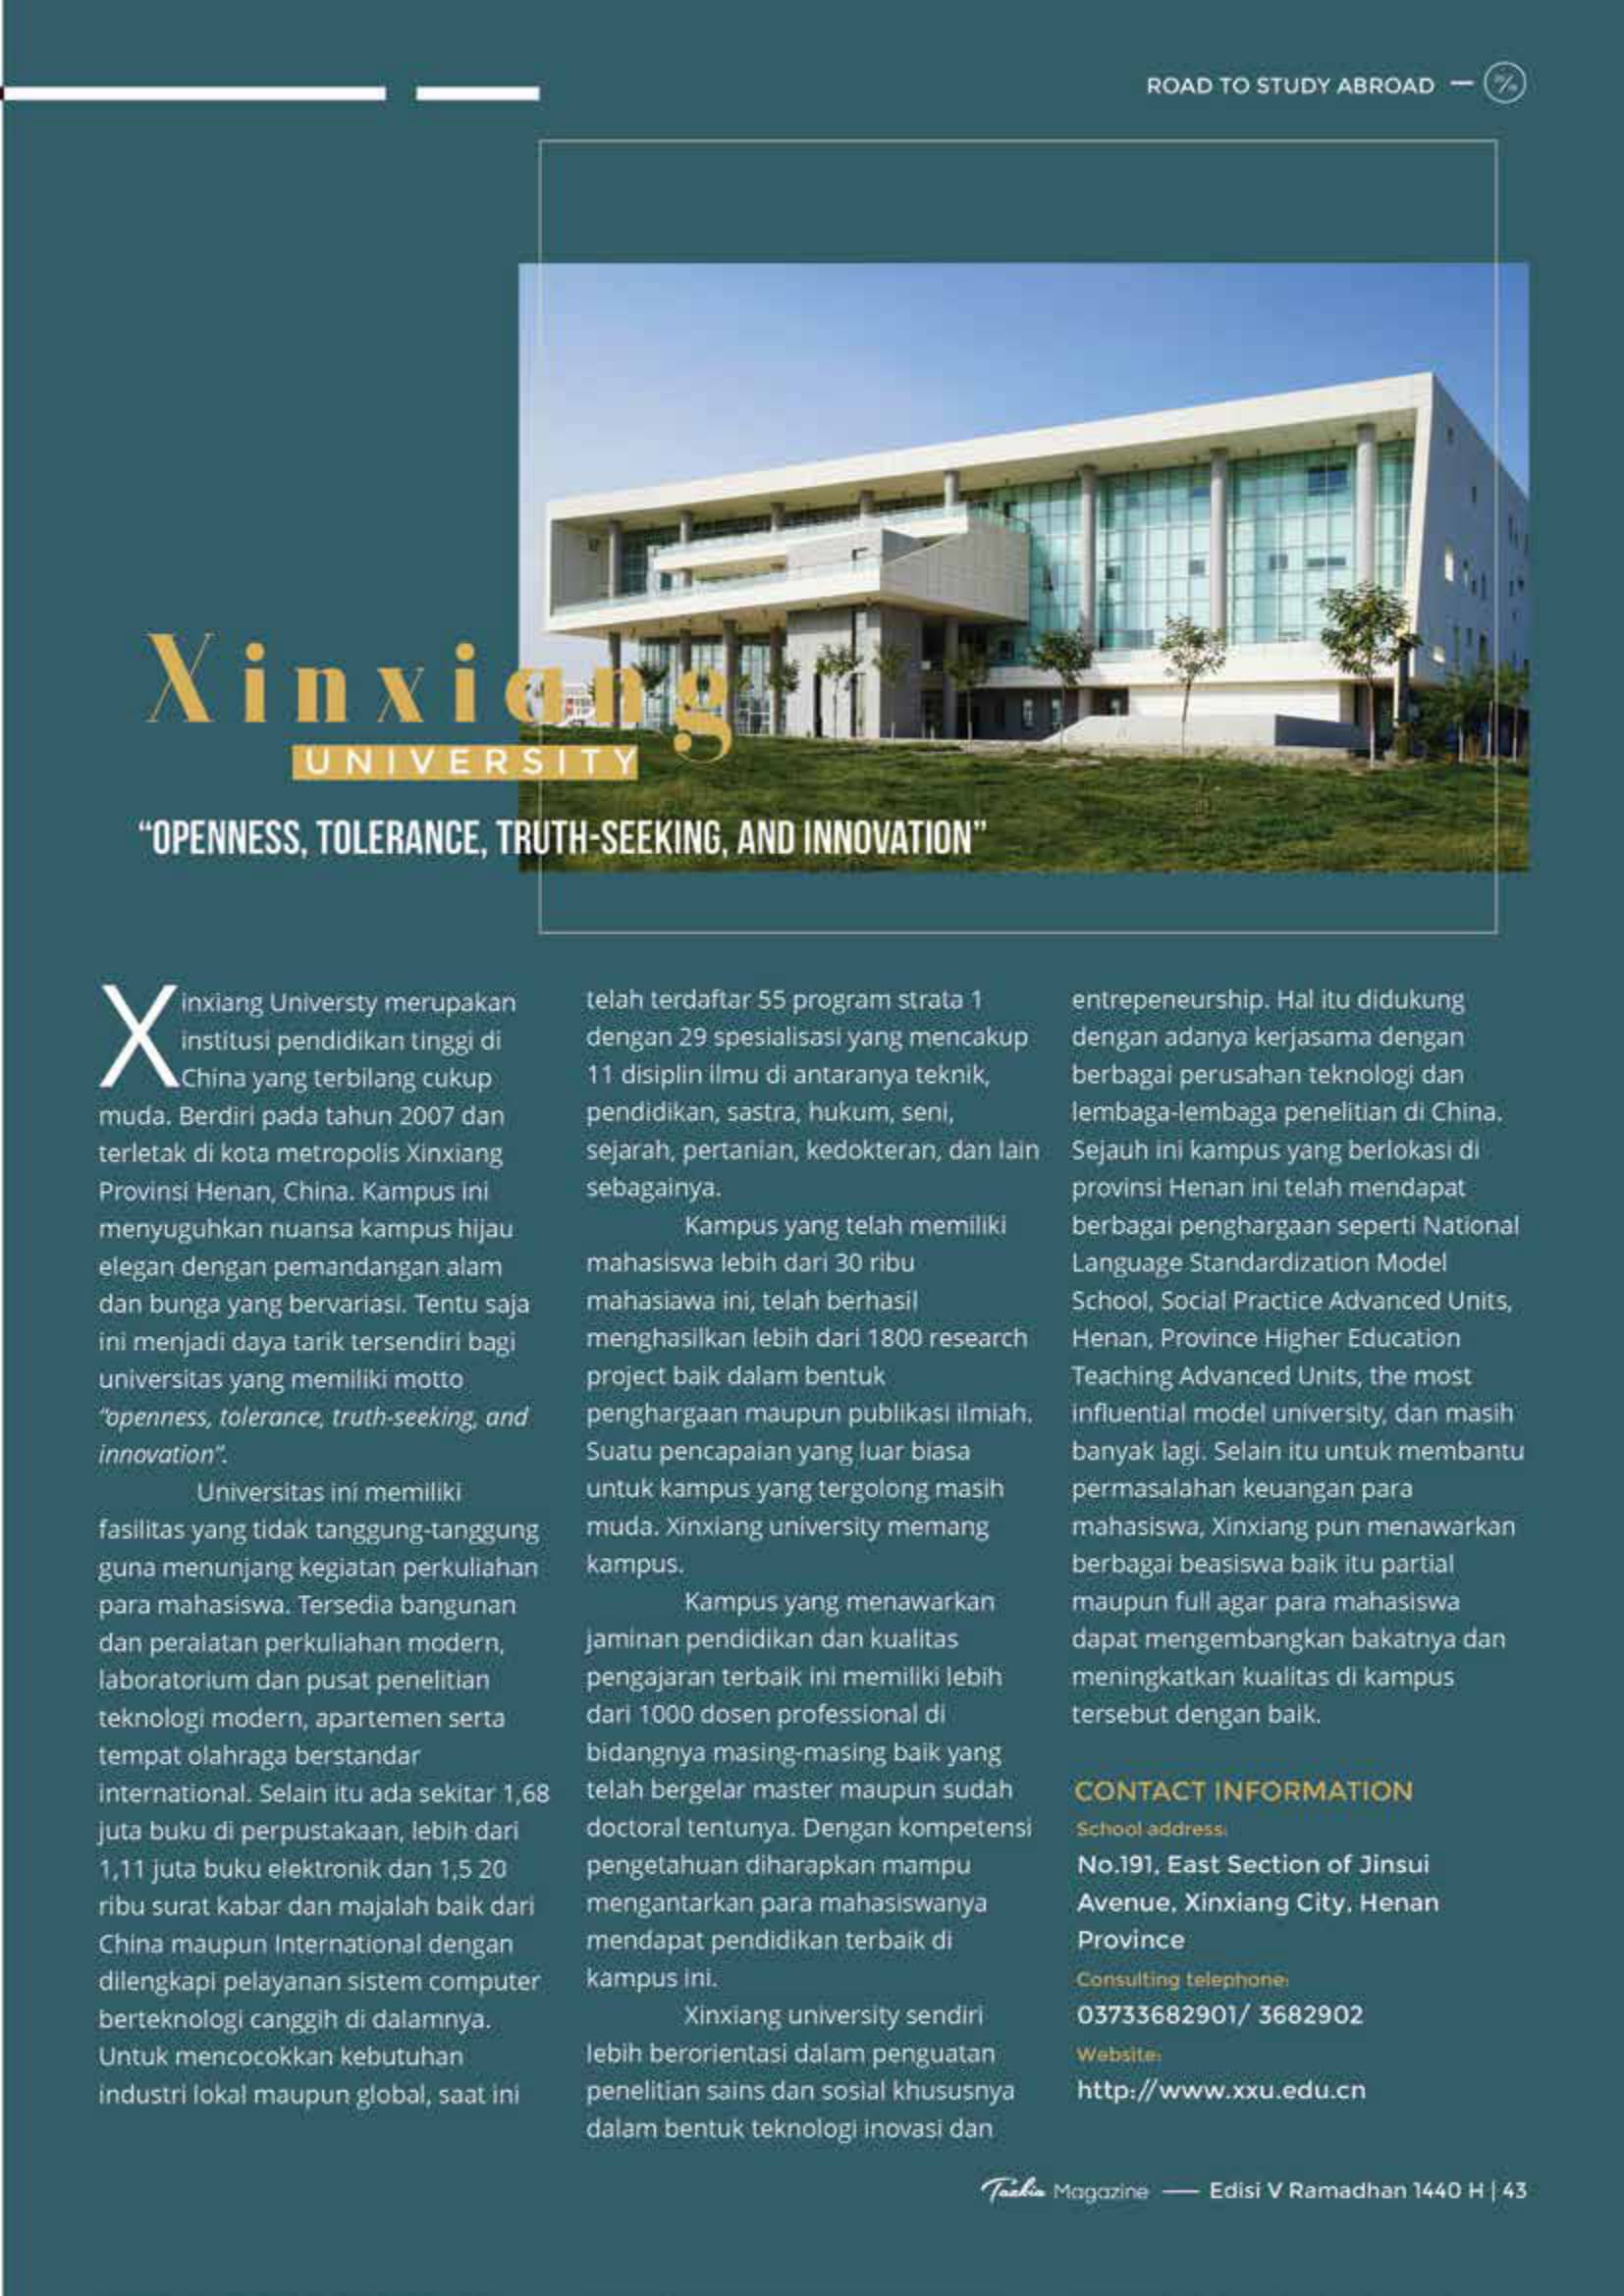 ROAD TO STUDY ABROAD
Xinxiang
UNIVERSITY
“OPENNESS, TOLERANCE, TRUTH-SEEKING, AND INNOVATION”
Xinxiang Universty merupakan
institusi pendidikan tinggi di
China yang terbilang cukup
muda. Berdiri pada tahun 2007 dan
terletak di kota metropolis Xinxiang
Provinsi Henan, China. Kampus ini
menyuguhkan nuansa kampus hijau
elegan dengan pemandangan alam
dan bunga yang bervariasi. Tentu saja
ini menjadi daya tarik tersendiri bagi
universitas yang memiliki motto
“openness, tolerance, truth-seeking, and
innovation”.
Universitas ini memiliki
fasilitas yang tidak tanggung-tanggung
guna menunjang kegiatan perkuliahan
para mahasiswa. Tersedia bangunan
dan peralatan perkuliahan modern,
laboratorium dan pusat penelitian
teknologi modern, apartemen serta
tempat olahraga berstandar
international. Selain itu ada sekitar 1,68
juta buku di perpustakaan, lebih dari
1,11 juta buku elektronik dan 1,5 20
ribu surat kabar dan majalah baik dari
China maupun International dengan
dilengkapi pelayanan sistem computer
berteknologi canggih di dalamnya.
Untuk mencocokkan kebutuhan
industri lokal maupun global, saat ini
telah terdaftar 55 program strata 1
dengan 29 spesialisasi yang mencakup
11 disiplin ilmu di antaranya teknik,
pendidikan, sastra, hukum, seni,
sejarah, pertanian, kedokteran, dan lain
sebagainya.
Kampus yang telah memiliki
mahasiswa lebih dari 30 ribu
mahasiawa ini, telah berhasil
menghasilkan lebih dari 1800 research
project baik dalam bentuk
penghargaan maupun publikasi ilmiah.
Suatu pencapaian yang luar biasa
untuk kampus yang tergolong masih
muda. Xinxiang university memang
kampus.
Kampus yang menawarkan
jaminan pendidikan dan kualitas
pengajaran terbaik ini memiliki lebih
dari 1000 dosen professional di
bidangnya masing-masing baik yang
telah bergelar master maupun sudah
doctoral tentunya. Dengan kompetensi
pengetahuan diharapkan mampu
mengantarkan para mahasiswanya
mendapat pendidikan terbaik di
kampus ini.
Xinxiang university sendiri
lebih berorientasi dalam penguatan
penelitian sains dan sosial khususnya
dalam bentuk teknologi inovasi dan
entrepeneurship. Hal itu didukung
dengan adanya kerjasama dengan
berbagai perusahan teknologi dan
lembaga-lembaga penelitian di China.
Sejauh ini kampus yang berlokasi di
provinsi Henan ini telah mendapat
berbagai penghargaan seperti National
Language Standardization Model
School, Social Practice Advanced Units,
Henan, Province Higher Education
Teaching Advanced Units, the most
influential model university, dan masih
banyak lagi. Selain itu untuk membantu
permasalahan keuangan para
mahasiswa, Xinxiang pun menawarkan
berbagai beasiswa baik itu partial
maupun full agar para mahasiswa
dapat mengembangkan bakatnya dan
meningkatkan kualitas di kampus
tersebut dengan baik.
CONTACT INFORMATION
School address:
No.191, East Section of Jinsui
Avenue, Xinxiang City, Henan
Province
Consulting telephone:
03733682901/ 3682902
Website:
http://www.xxu.edu.cn
Tazkia Magazine — Edisi V Ramadhan 1440 H | 43